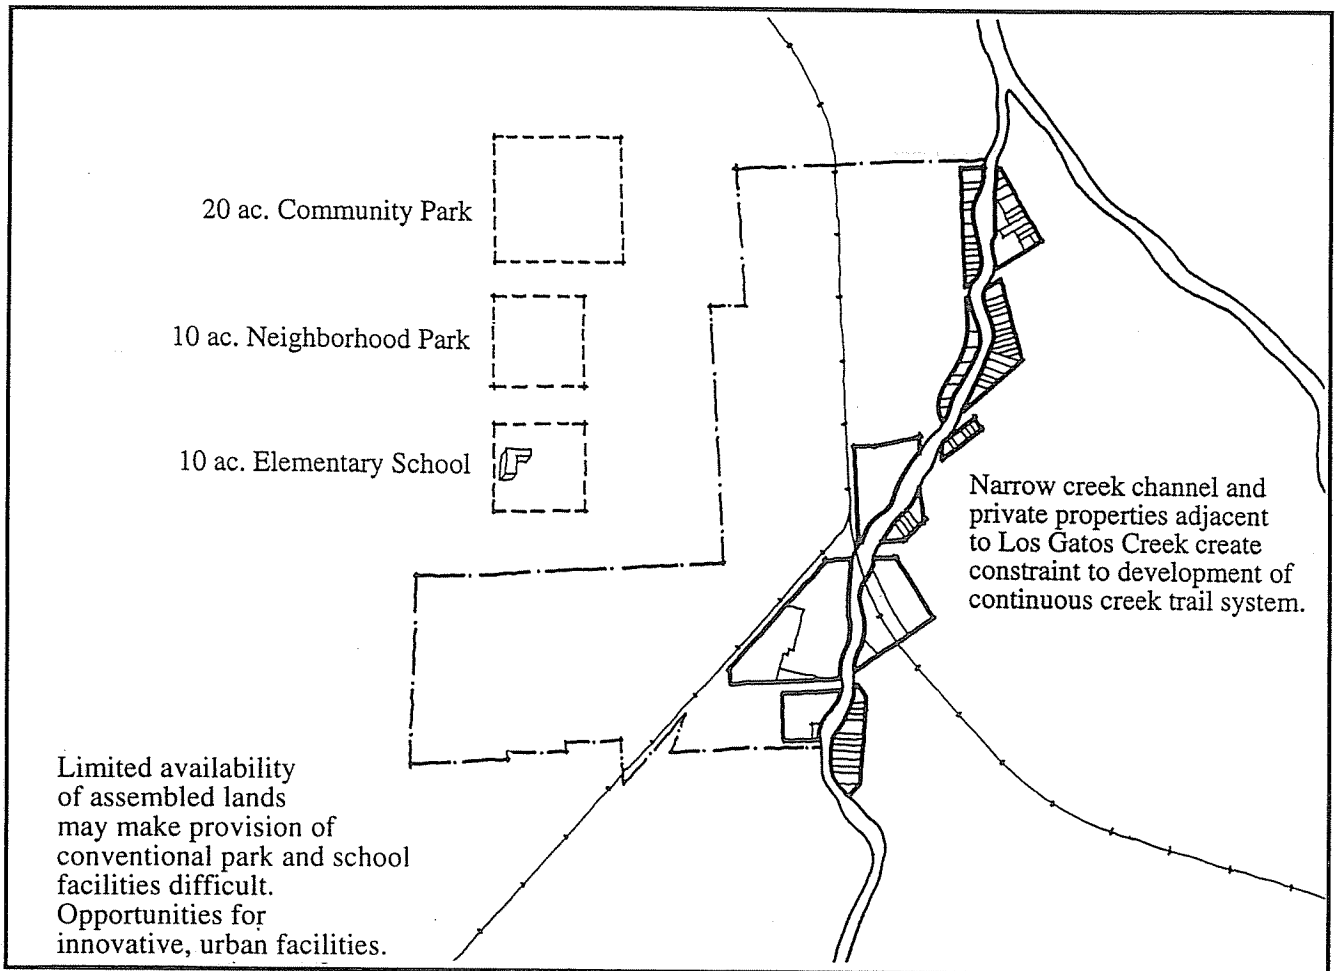 20 ac. Community Park
10 ac. Neighborhood Park
10 ac. Elementary School
Narrow creek channel and
private properties adjacent
to Los Gatos Creek create
constraint to development of
continuous creek trail system.
Limited availability
of assembled lands
may make provision of
conventional park and school
facilities difficult.
Opportunities for
innovative, urban facilities.